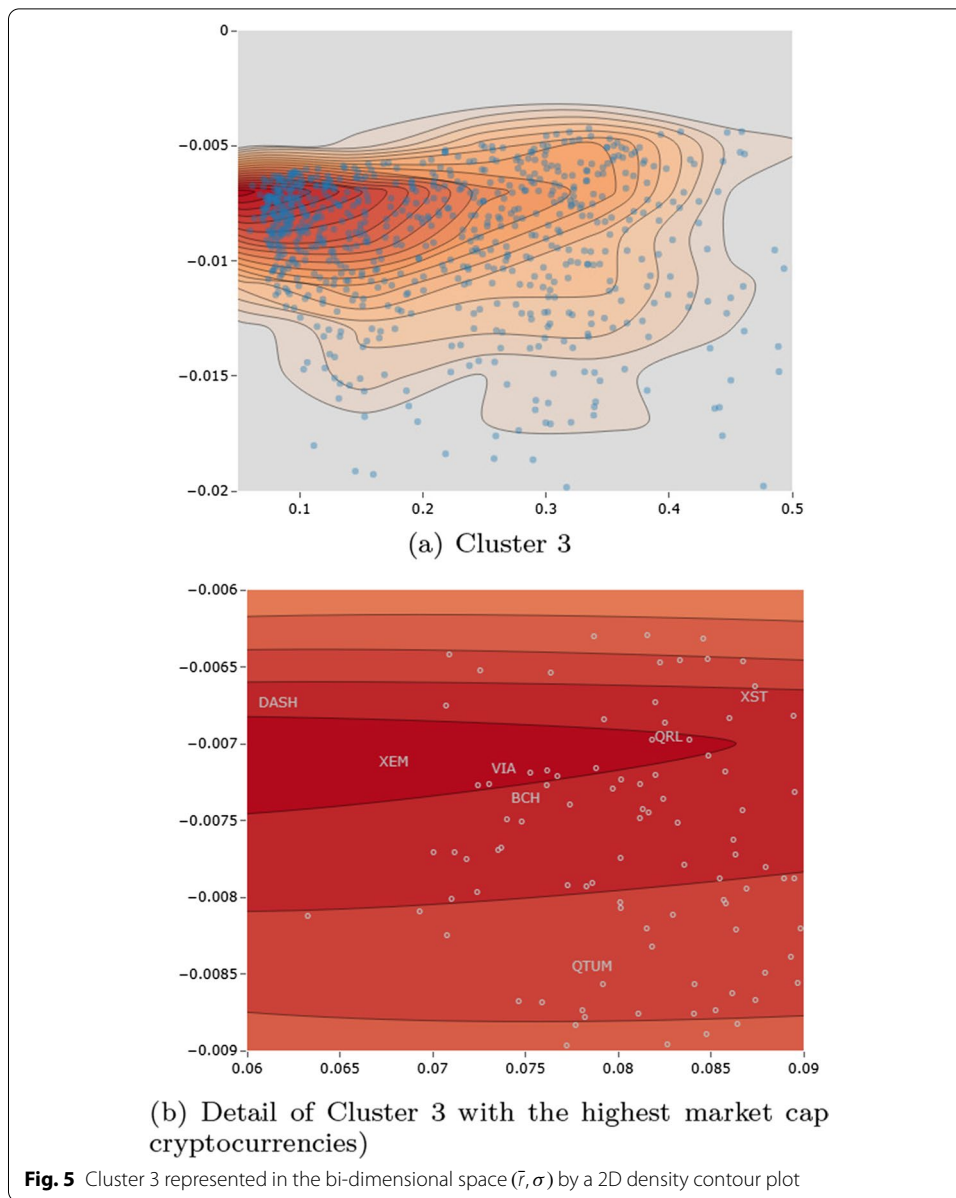 0
−0.005
−0.01
−0.015
−0.02
0.1 0.2 0.3 0.4 0.5
(a) Cluster 3
−0.006
−0.0065
DASH XST
−0.007
QRL
XEM
VIA
BCH
−0.0075
−0.008
QTUM
−0.0085
−0.009
0.06 0.065 0.07 0.075 0.08 0.085 0.09
(b) Detail of Cluster 3 with the highest market cap
cryptocurrencies)
Fig. 5 Cluster 3 represented in the bi-dimensional space (r̄, σ) by a 2D density contour plot